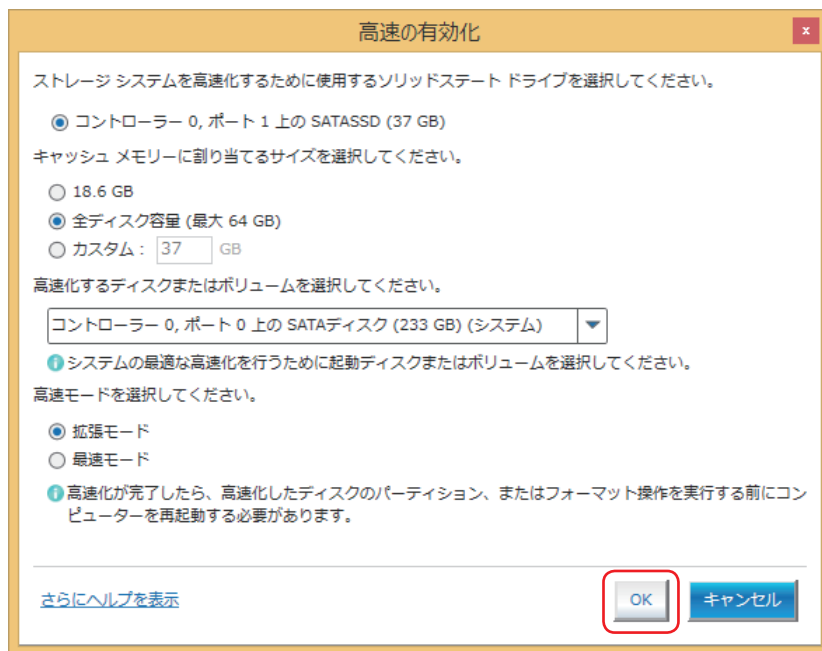 高速の有効化
x
ストレージ システムを高速化するために使用するソリッドステート ドライブを選択してください。
コントローラー 0, ポート 1 上の SATASSD (37 GB)
キャッシュ メモリーに割り当てるサイズを選択してください。
18.6 GB
全ディスク容量 (最大 64 GB)
カスタム : 37 GB
高速化するディスクまたはボリュームを選択してください。
コントローラー 0, ポート 0 上の SATAディスク (233 GB) (システム)
システムの最適な高速化を行うために起動ディスクまたはボリュームを選択してください。
高速モードを選択してください。
拡張モード
最速モード
高速化が完了したら、高速化したディスクのパーティション、またはフォーマット操作を実行する前にコン
ピューターを再起動する必要があります。
さらにヘルプを表示
OK
キャンセル